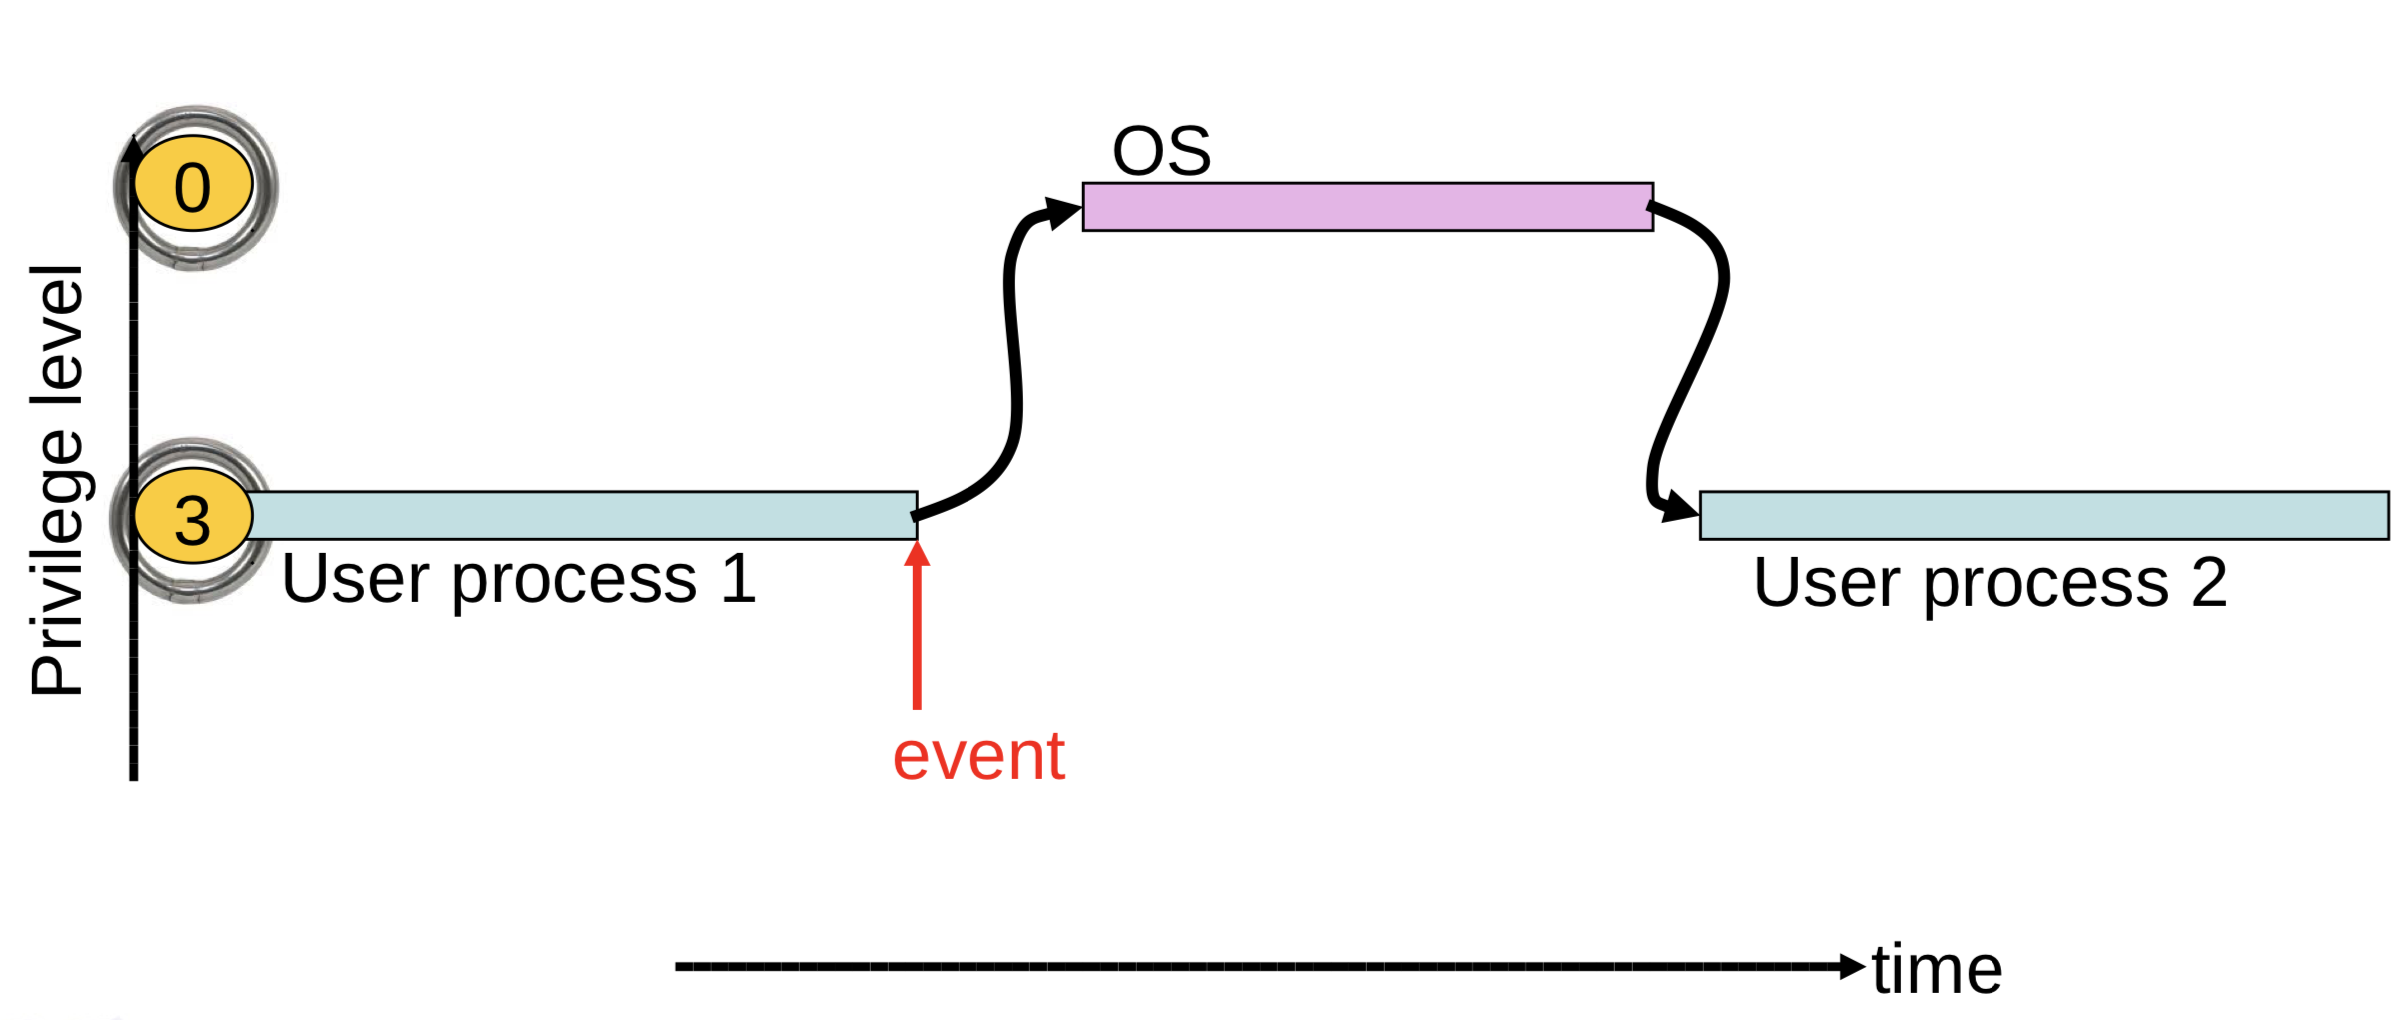 0
OS
Privilege level
3
User process 1
User process 2
event
time